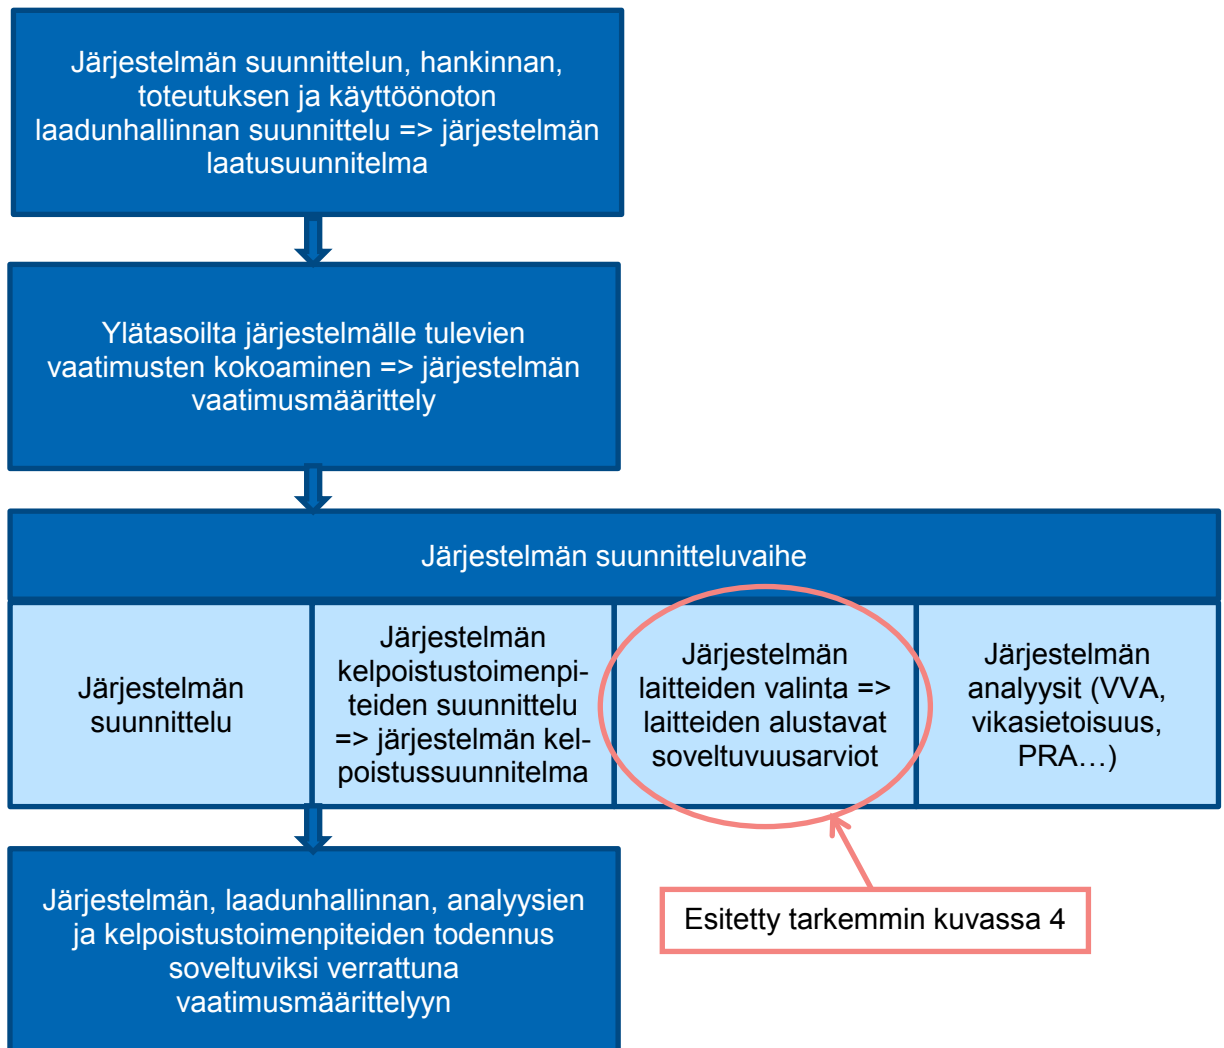 Järjestelmän suunnittelun, hankinnan,
toteutuksen ja käyttöönoton
laadunhallinnan suunnittelu => järjestelmän
laatusuunnitelma
Ylätasoilta järjestelmälle tulevien
vaatimusten kokoaminen => järjestelmän
vaatimusmäärittely
Järjestelmän suunnitteluvaihe
Järjestelmän
suunnittelu
Järjestelmän
kelpoistustoimenpi-
teiden suunnittelu
=> järjestelmän kel-
poistussuunnitelma
Järjestelmän
laitteiden valinta =>
laitteiden alustavat
soveltuvuusarviot
Järjestelmän
analyysit (VVA,
vikasietoisuus,
PRA…)
Järjestelmän, laadunhallinnan, analyysien
ja kelpoistustoimenpiteiden todennus
soveltuviksi verrattuna
vaatimusmäärittelyyn
Esitetty tarkemmin kuvassa 4